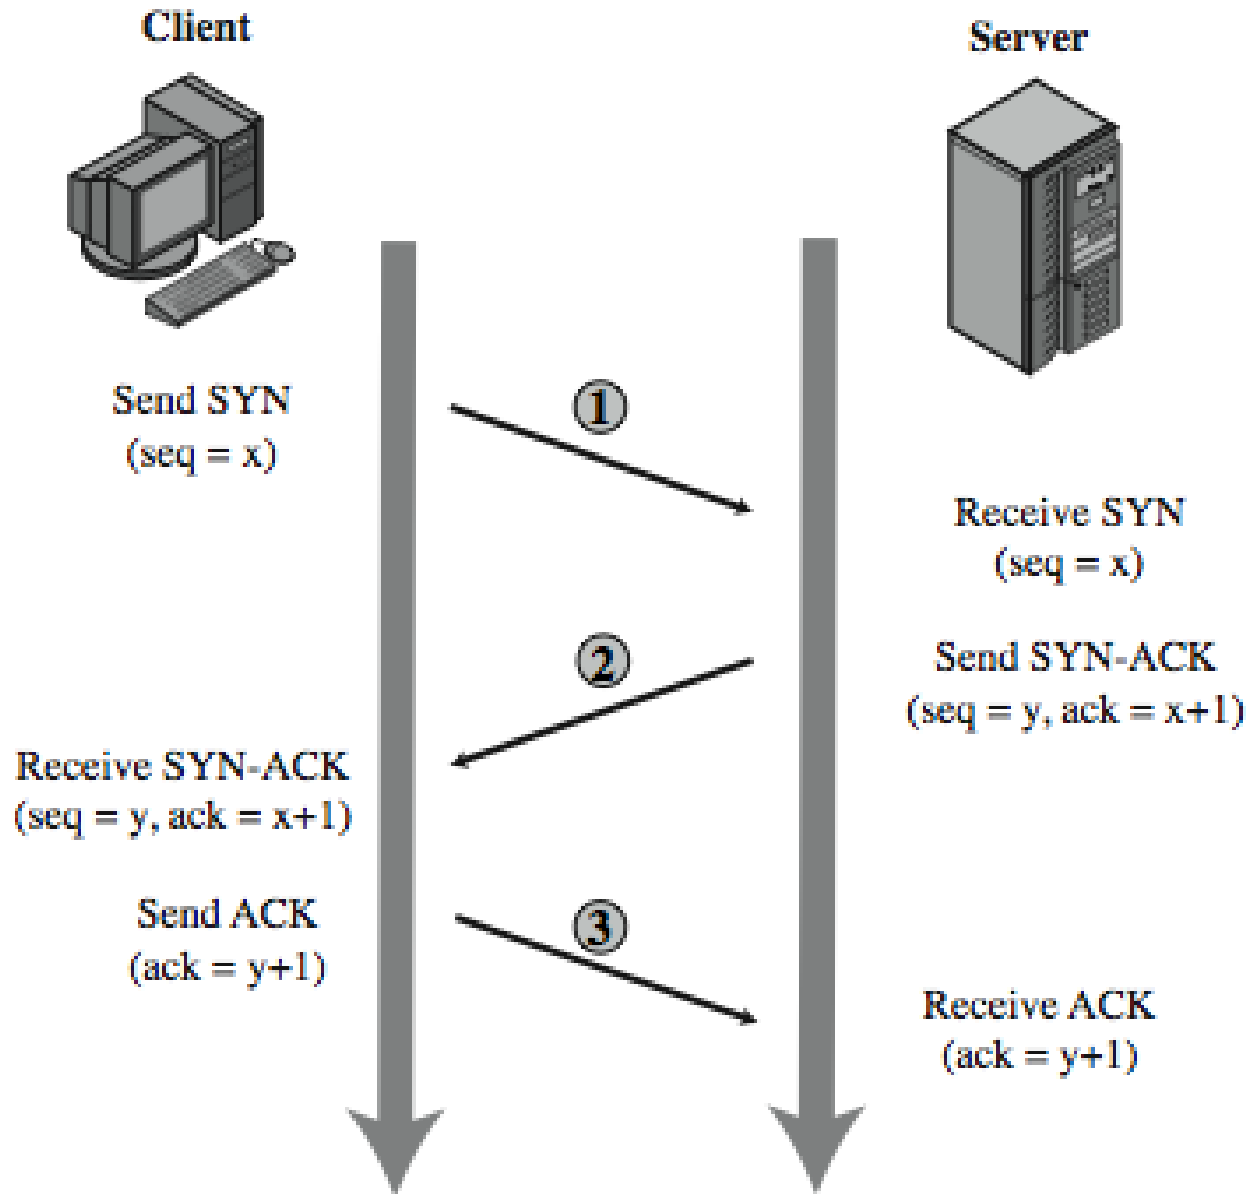 Client
Server
Send SYN
(seq = x)
1
Receive SYN
(seq = x)
2
Send SYN-ACK
(seq = y, ack = x+1)
Receive SYN-ACK
(seq = y, ack = x+1)
Send ACK
(ack = y+1)
3
Receive ACK
(ack = y+1)